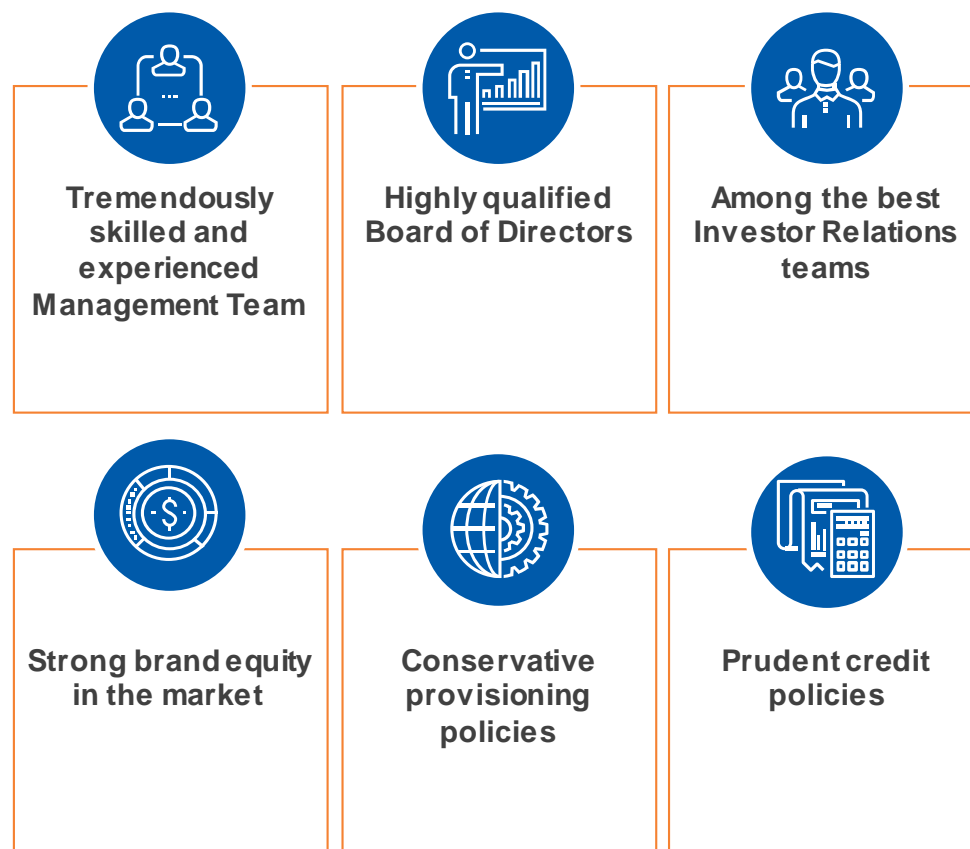 Tremendously
skilled and
experienced
Management Team
Highly qualified
Board of Directors
Among the best
Investor Relations
teams
Strong brand equity
in the market
Conservative
provisioning
policies
Prudent credit
policies